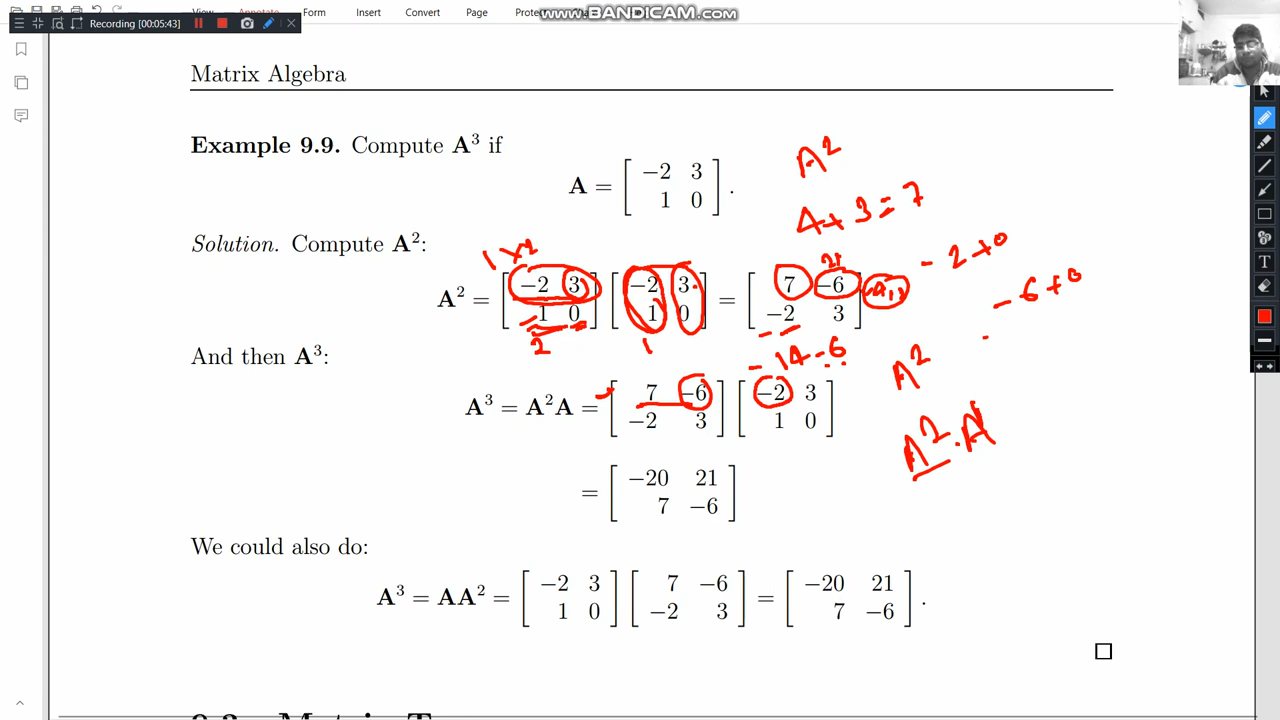 Form Insert Convert Page
www.BANDICAM.com
Recording [00:05:43]
Matrix Algebra
Example 9.9. Compute A³ if
A = [ −2 3 ; 1 0 ].
A²
4+3=7
Solution. Compute A²:
1×2
21
−2+0
A² = [ −2 3 ; 1 0 ] [ −2 3 ; 1 0 ] = [ 7 −6 ; −2 3 ]
−6+0
2
1
And then A³:
−14−6
A²
A³ = A²A = [ 7 −6 ; −2 3 ] [ −2 3 ; 1 0 ]
A².A
= [ −20 21 ; 7 −6 ]
We could also do:
A³ = AA² = [ −2 3 ; 1 0 ] [ 7 −6 ; −2 3 ] = [ −20 21 ; 7 −6 ].